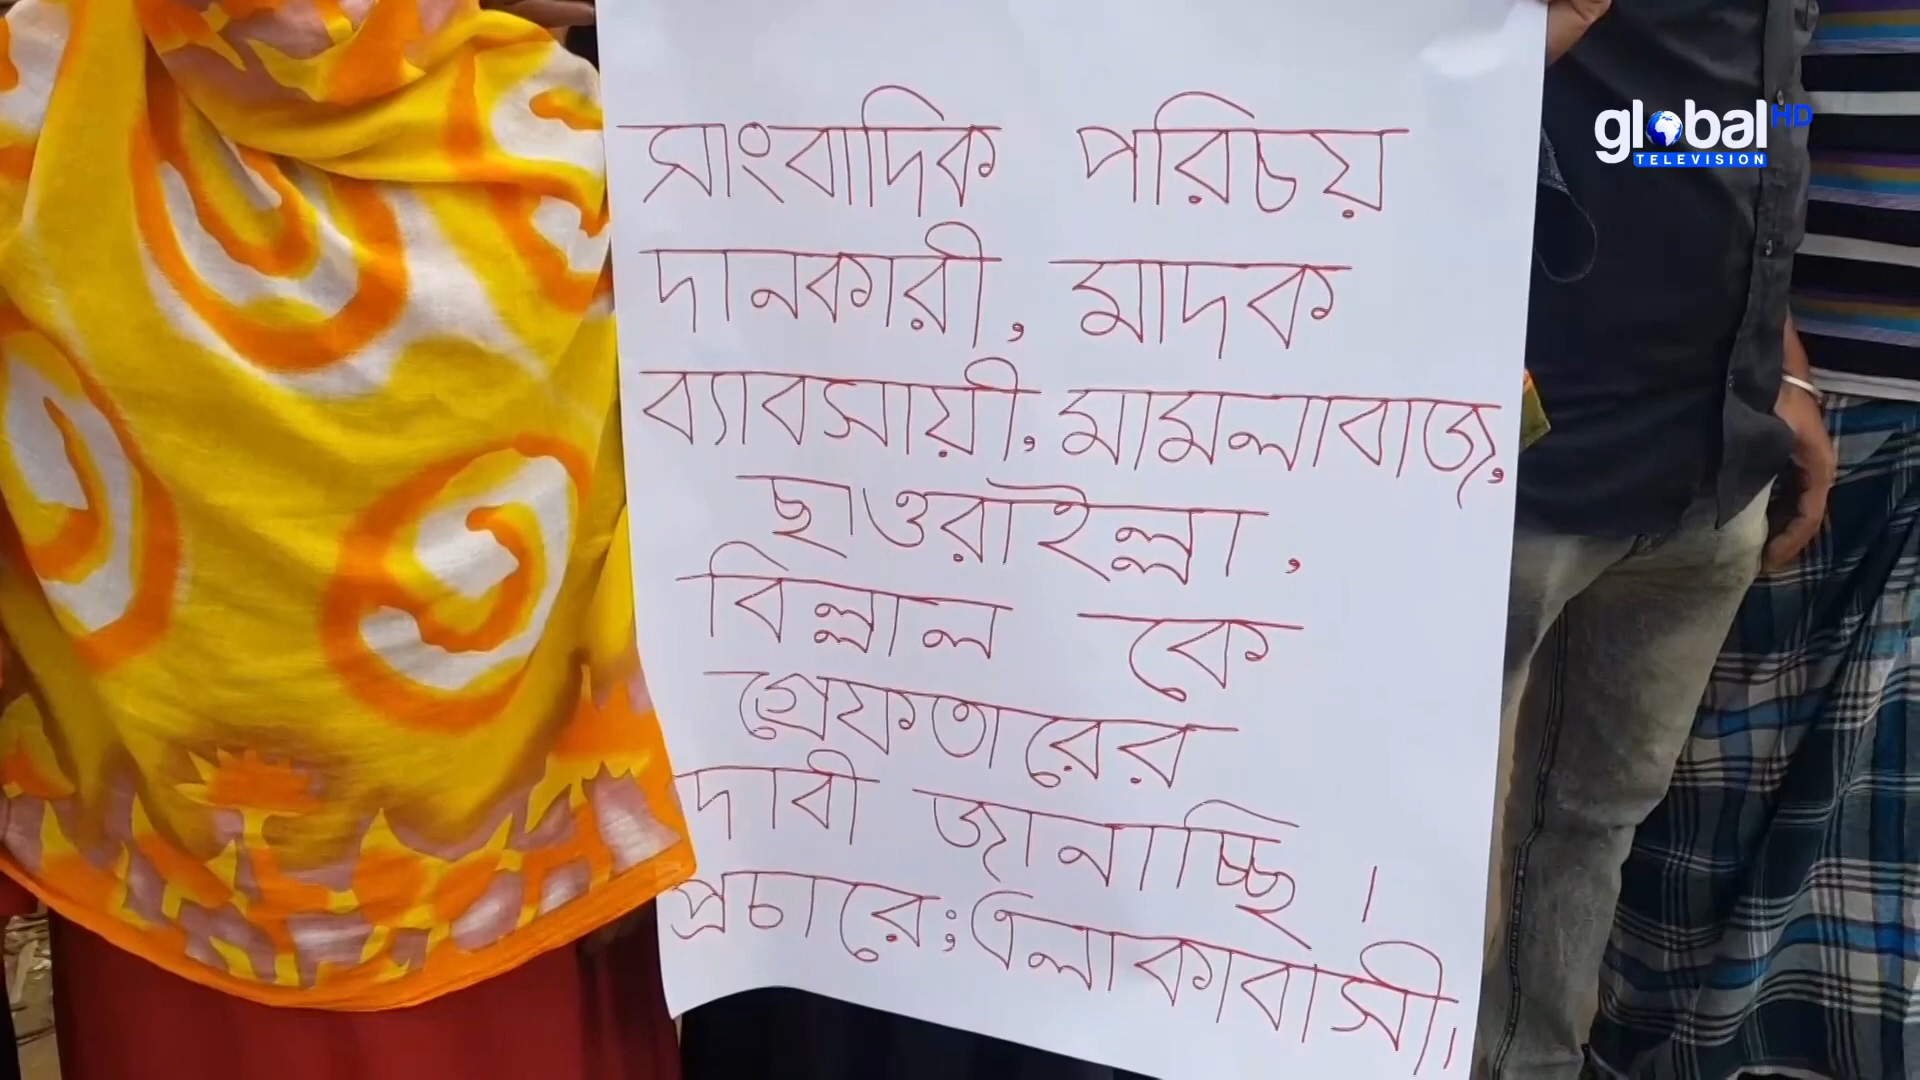 সাংবাদিক পরিচয়
দানকারী, মাদক
ব্যাবসায়ী, মামলাবাজ,
ছাওরাইল্লা,
বিল্লাল কে
গ্রেফতারের
দাবী জানাচ্ছি।
প্রচারে; এলাকাবাসী।
global HD
TELEVISION